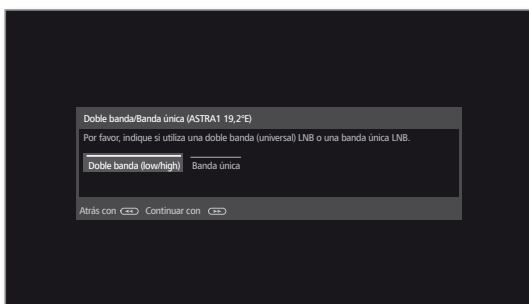 Doble banda/Banda única (ASTRA1 19,2°E)
Por favor, indique si utiliza una doble banda (universal) LNB o una banda única LNB.
Doble banda (low/high) Banda única
Atrás con Continuar con